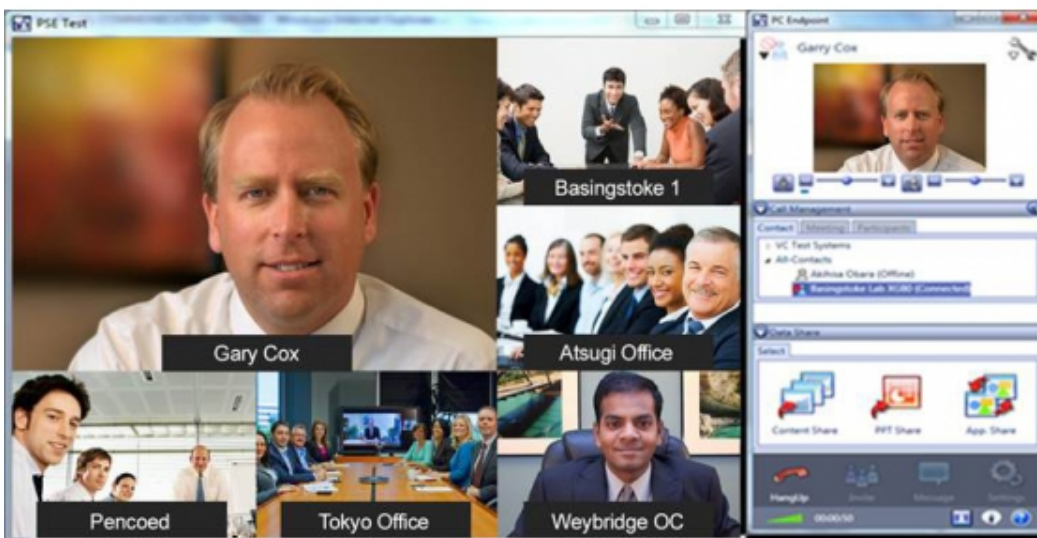 PSE Test
Basingstoke 1
Gary Cox
Atsugi Office
Pencoed
Tokyo Office
Weybridge OC
PC Endpoint
Garry Cox
Call Management
Contact
Meeting
Participants
VC Test Systems
All-Contacts
Akihisa Obara (Offline)
Basingstoke Lab XG80 (Connected)
Data Share
Select
Content Share
PPT Share
App. Share
HangUp
Invite
Message
Settings
00:00:50